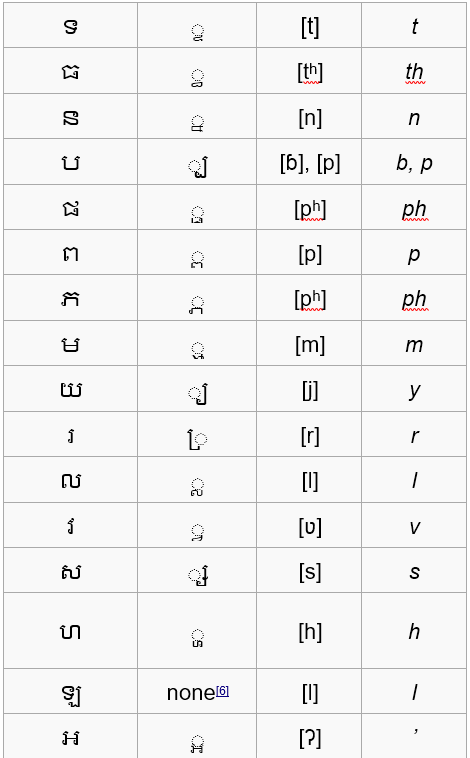 ទ ្ទ [t] t
ធ ្ធ [tʰ] th
ន ្ន [n] n
ប ្ប [ɓ], [p] b, p
ផ ្ផ [pʰ] ph
ព ្ព [p] p
ភ ្ភ [pʰ] ph
ម ្ម [m] m
យ ្យ [j] y
រ ្រ [r] r
ល ្ល [l] l
វ ្វ [ʋ] v
ស ្ស [s] s
ហ ្ហ [h] h
ឡ none[6] [l] l
អ ្អ [ʔ] ’